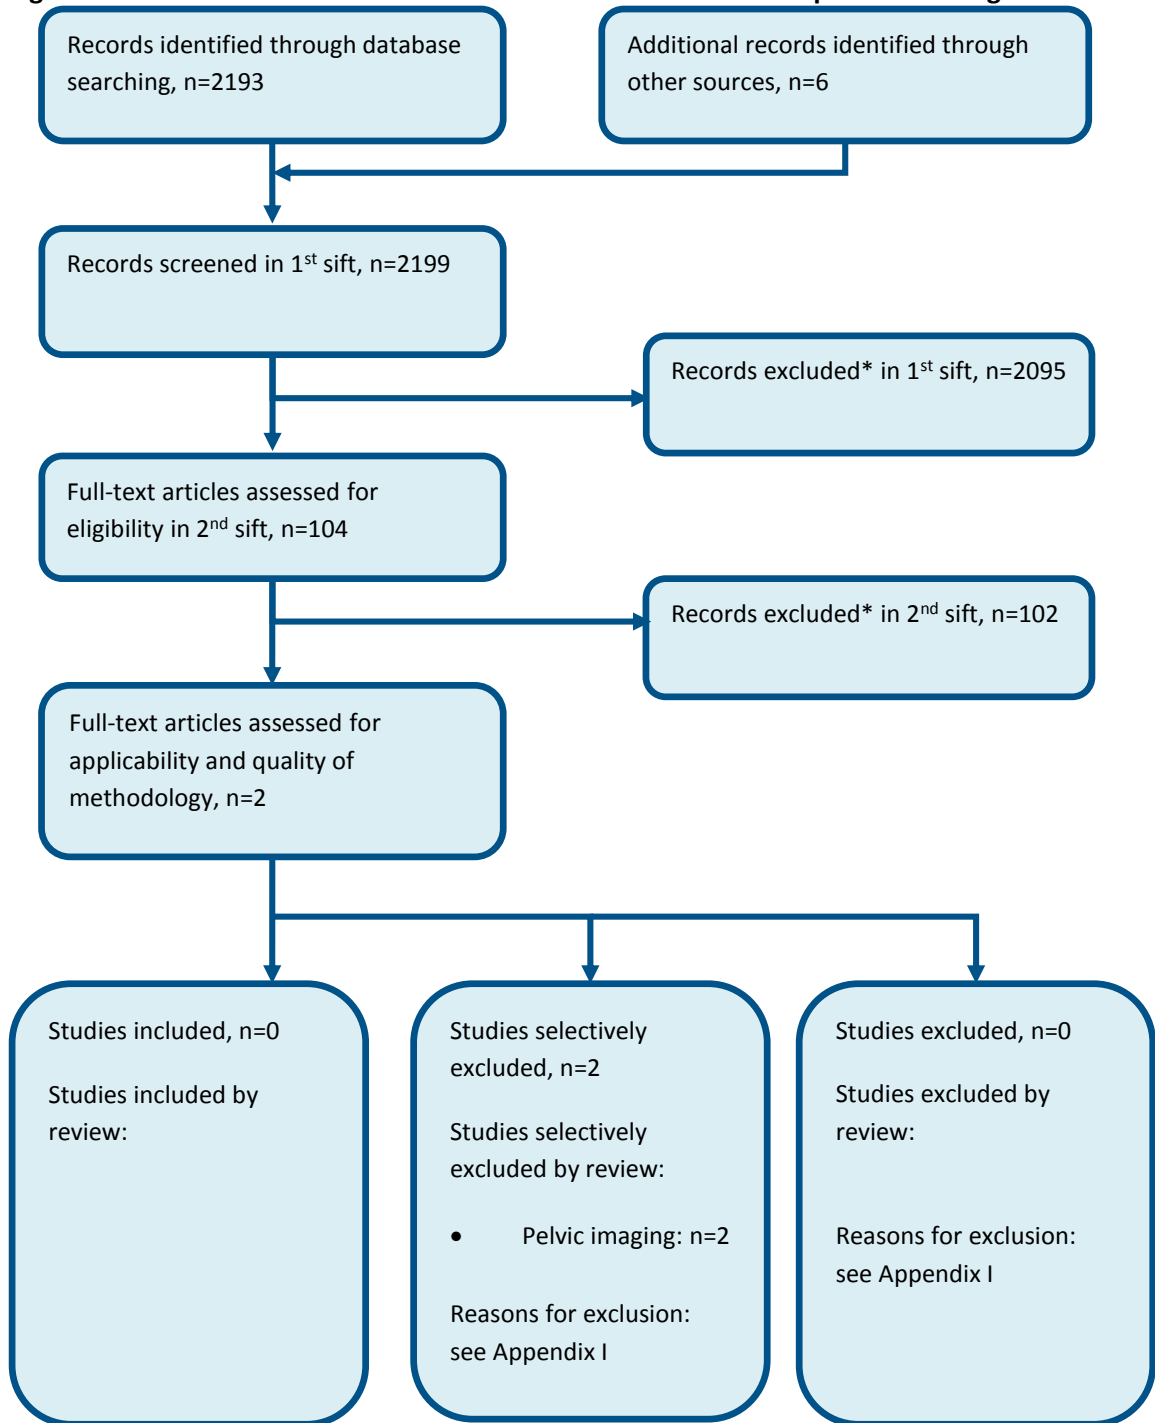 Records identified through database
searching, n=2193
Additional records identified through
other sources, n=6
Records screened in 1st sift, n=2199
Records excluded* in 1st sift, n=2095
Full-text articles assessed for
eligibility in 2nd sift, n=104
Records excluded* in 2nd sift, n=102
Full-text articles assessed for
applicability and quality of
methodology, n=2
Studies included, n=0
Studies included by
review:
Studies selectively
excluded, n=2
Studies selectively
excluded by review:
• Pelvic imaging: n=2
Reasons for exclusion:
see Appendix I
Studies excluded, n=0
Studies excluded by
review:
Reasons for exclusion:
see Appendix I